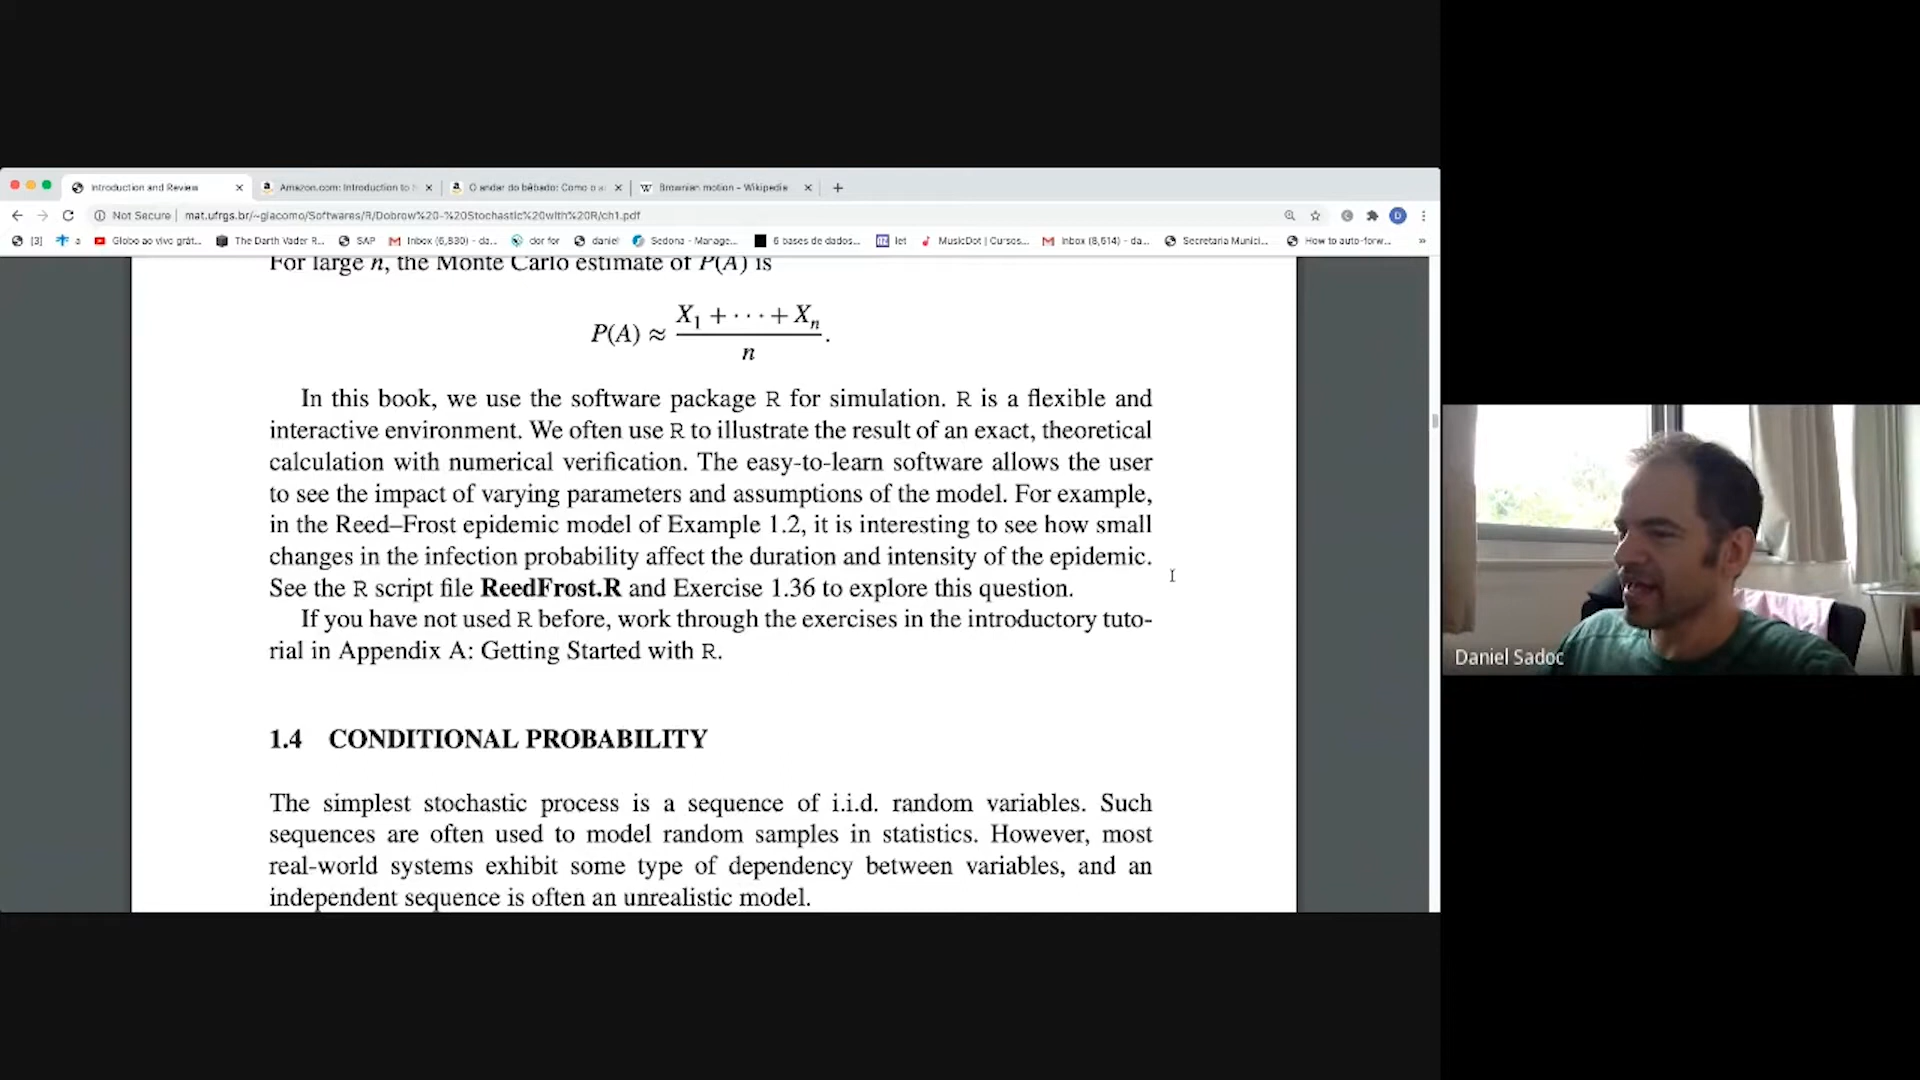 Introduction and Review
Amazon.com: Introduction to
O andar do bêbado: Como o a
Brownian motion - Wikipedia
Not Secure | mat.ufrgs.br/~giacomo/Softwares/R/Dobrow%20-%20Stochastic%20with%20R/ch1.pdf
[3] a Globo ao vivo grát... The Darth Vader R... SAP Inbox (6,830) - da... dor for daniel Sedona - Manage... 6 bases de dados... let MusicDot | Cursos... Inbox (8,614) - da... Secretaria Munici... How to auto-forw... »
For large n, the Monte Carlo estimate of P(A) is
P(A) ≈ (X₁ + · · · + Xₙ) / n.
In this book, we use the software package R for simulation. R is a flexible and
interactive environment. We often use R to illustrate the result of an exact, theoretical
calculation with numerical verification. The easy-to-learn software allows the user
to see the impact of varying parameters and assumptions of the model. For example,
in the Reed–Frost epidemic model of Example 1.2, it is interesting to see how small
changes in the infection probability affect the duration and intensity of the epidemic.
See the R script file ReedFrost.R and Exercise 1.36 to explore this question.
If you have not used R before, work through the exercises in the introductory tuto-
rial in Appendix A: Getting Started with R.
1.4 CONDITIONAL PROBABILITY
The simplest stochastic process is a sequence of i.i.d. random variables. Such
sequences are often used to model random samples in statistics. However, most
real-world systems exhibit some type of dependency between variables, and an
independent sequence is often an unrealistic model.
Daniel Sadoc